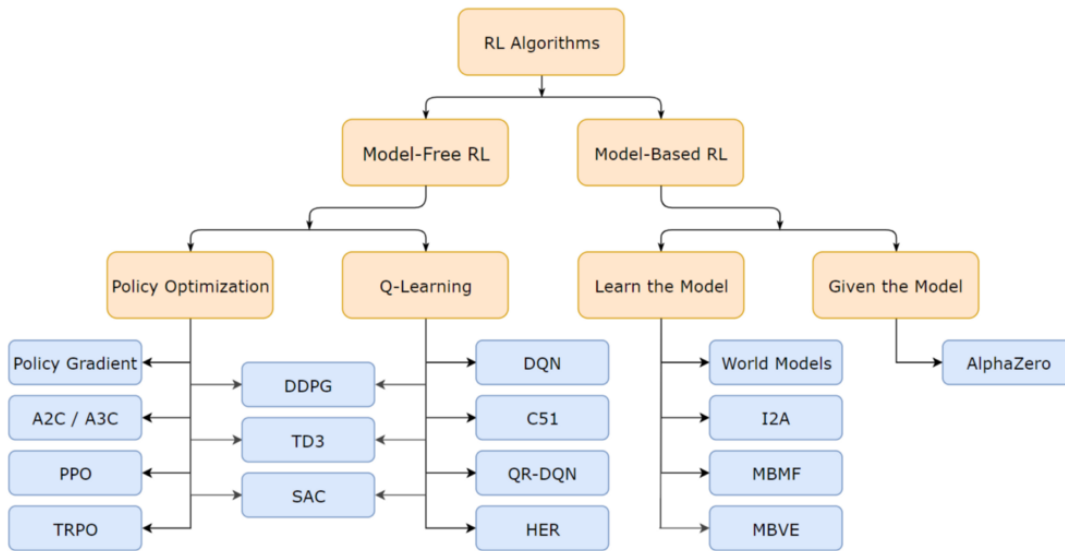 RL Algorithms
Model-Free RL
Model-Based RL
Policy Optimization
Q-Learning
Learn the Model
Given the Model
Policy Gradient
DDPG
DQN
World Models
AlphaZero
A2C / A3C
TD3
C51
I2A
PPO
SAC
QR-DQN
MBMF
TRPO
HER
MBVE